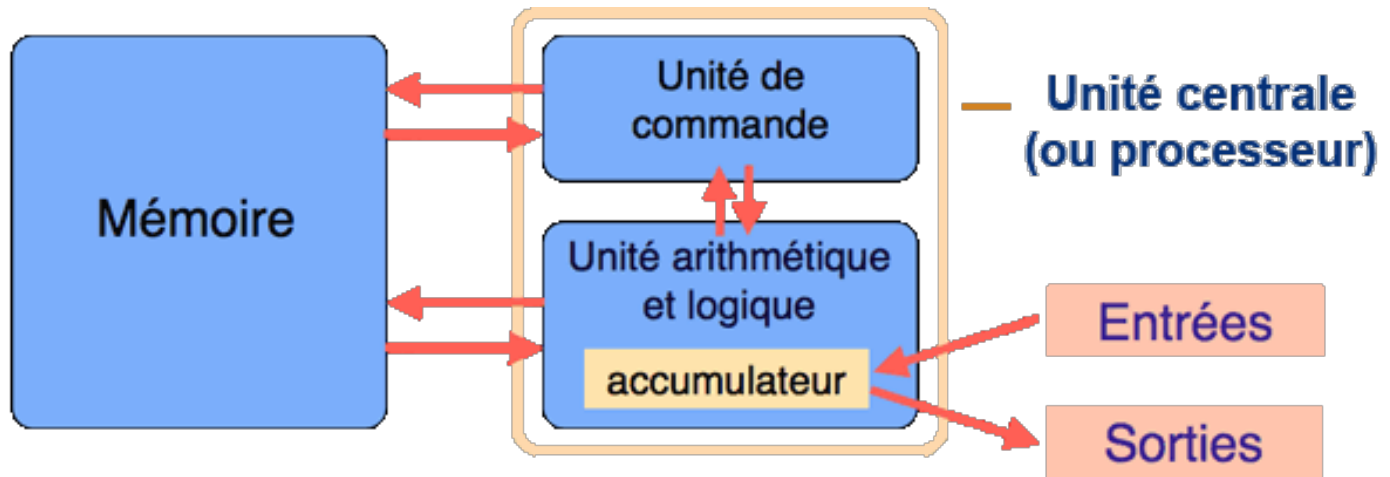 Mémoire
Unité de
commande
Unité arithmétique
et logique
accumulateur
Unité centrale
(ou processeur)
Entrées
Sorties